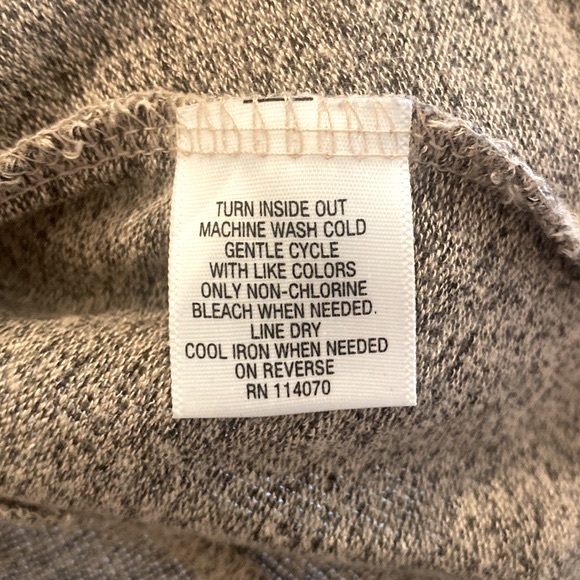 TURN INSIDE OUT
MACHINE WASH COLD
GENTLE CYCLE
WITH LIKE COLORS
ONLY NON-CHLORINE
BLEACH WHEN NEEDED.
LINE DRY
COOL IRON WHEN NEEDED
ON REVERSE
RN 114070